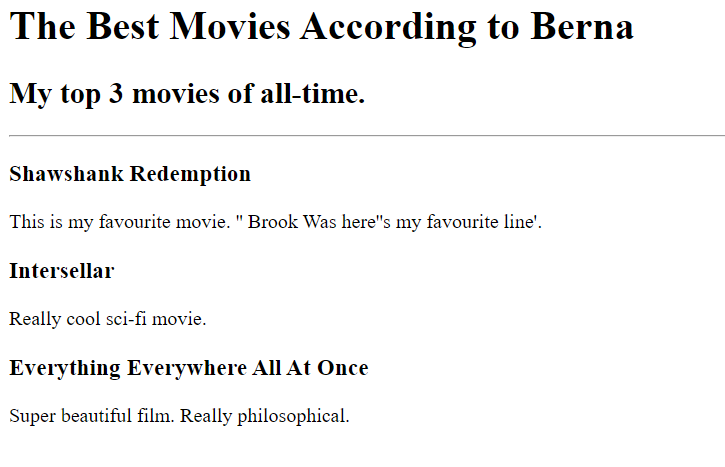 The Best Movies According to Berna
My top 3 movies of all-time.
Shawshank Redemption
This is my favourite movie. " Brook Was here"s my favourite line'.
Intersellar
Really cool sci-fi movie.
Everything Everywhere All At Once
Super beautiful film. Really philosophical.